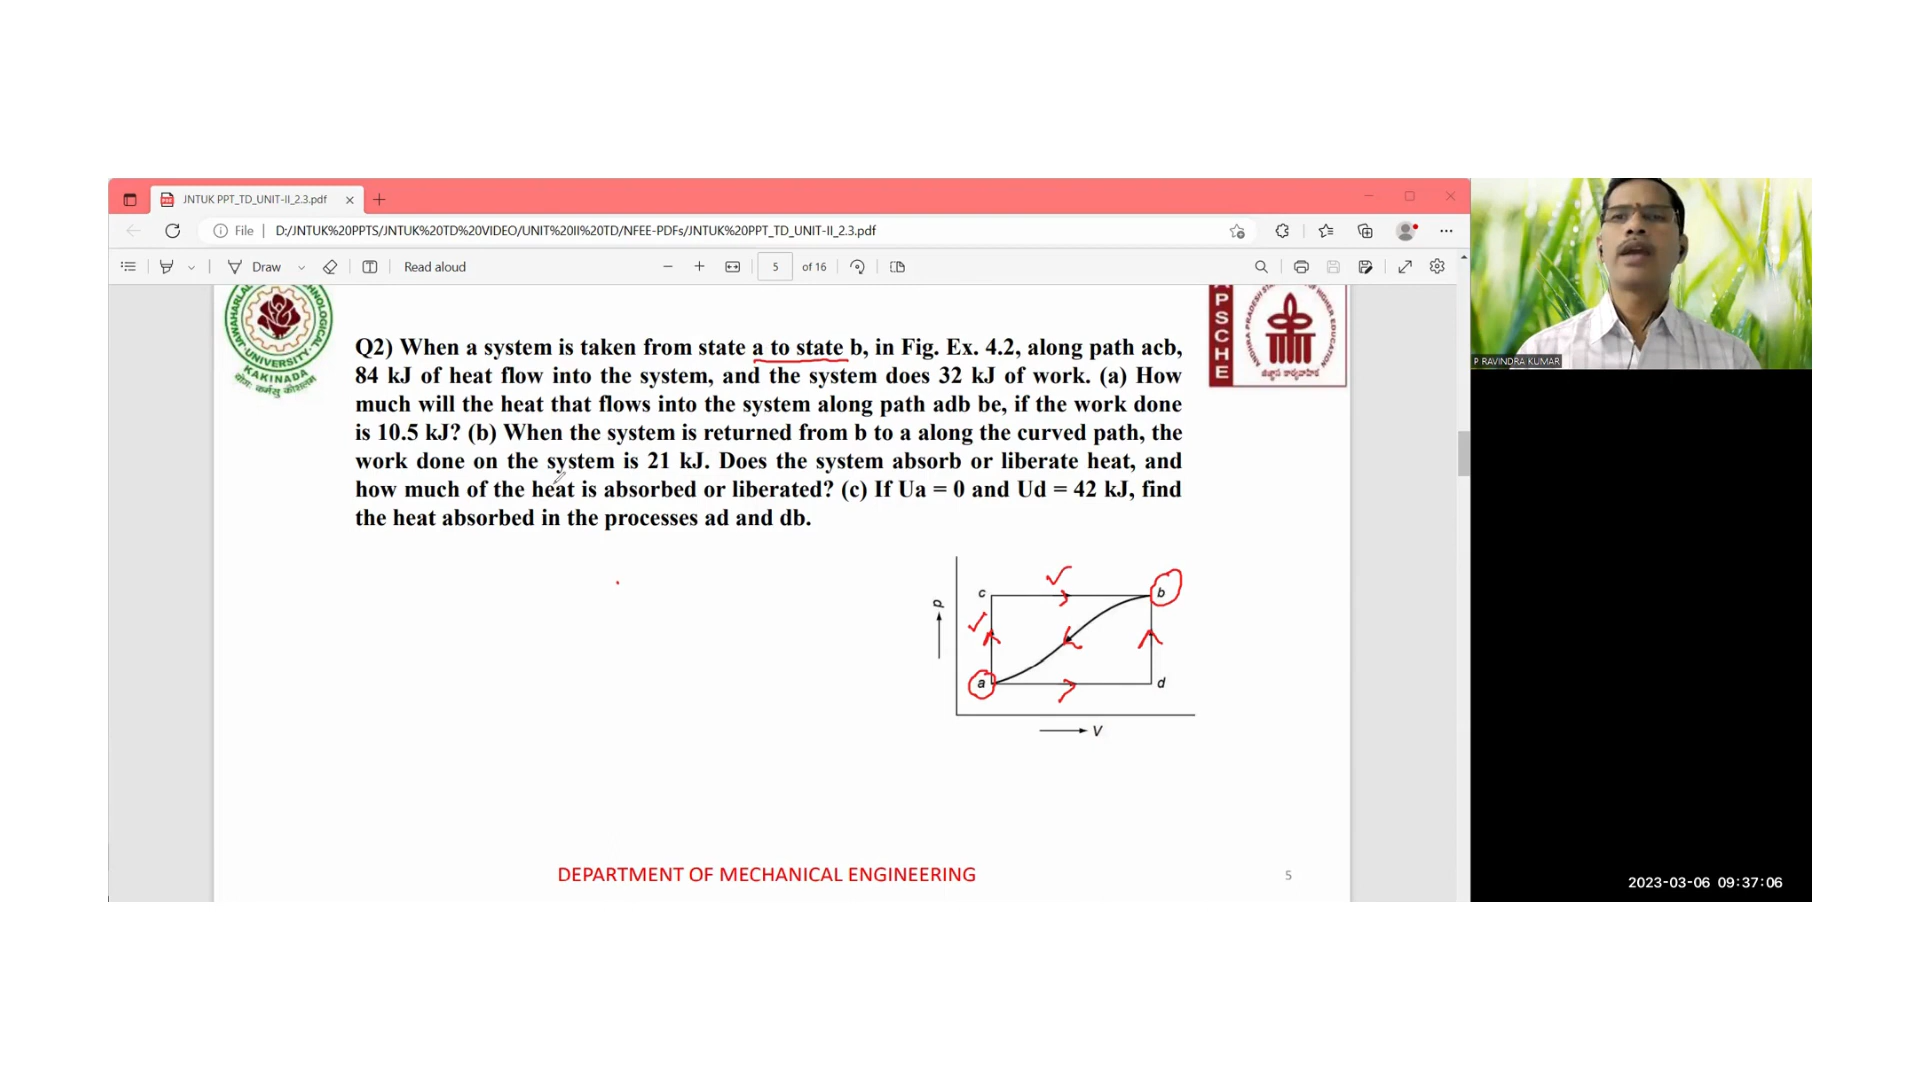 JNTUK PPT_TD_UNIT-II_2.3.pdf
File D:/JNTUK%20PPTS/JNTUK%20TD%20VIDEO/UNIT%20II%20TD/NFEE-PDFs/JNTUK%20PPT_TD_UNIT-II_2.3.pdf
Draw Read aloud 5 of 16
UNIVERSITY
KAKINADA
APSCHE
Q2) When a system is taken from state a to state b, in Fig. Ex. 4.2, along path acb,
84 kJ of heat flow into the system, and the system does 32 kJ of work. (a) How
much will the heat that flows into the system along path adb be, if the work done
is 10.5 kJ? (b) When the system is returned from b to a along the curved path, the
work done on the system is 21 kJ. Does the system absorb or liberate heat, and
how much of the heat is absorbed or liberated? (c) If Ua = 0 and Ud = 42 kJ, find
the heat absorbed in the processes ad and db.
c b
p
a d
V
DEPARTMENT OF MECHANICAL ENGINEERING
5
P RAVINDRA KUMAR
2023-03-06 09:37:06